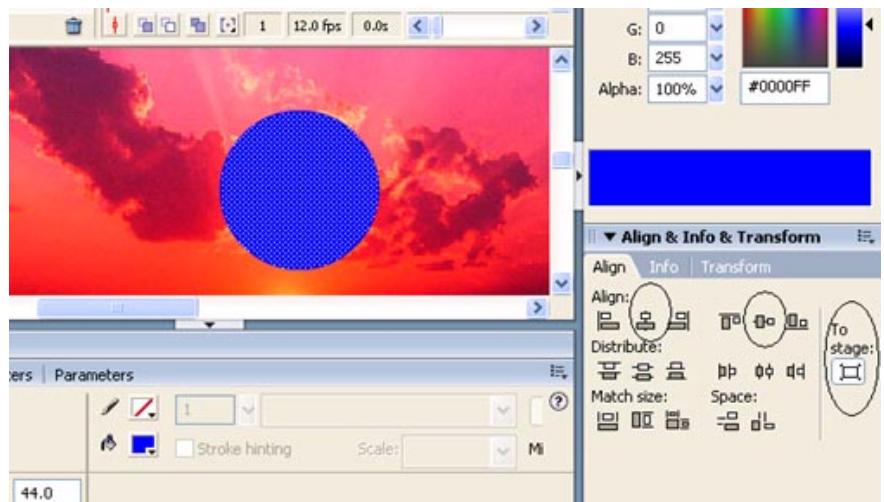 1 12.0 fps 0.0s
G: 0
B: 255
Alpha: 100% #0000FF
Align & Info & Transform
Align Info Transform
Align:
To
stage:
Distribute:
Match size: Space:
Parameters
1
Stroke hinting Scale: Mi
44.0